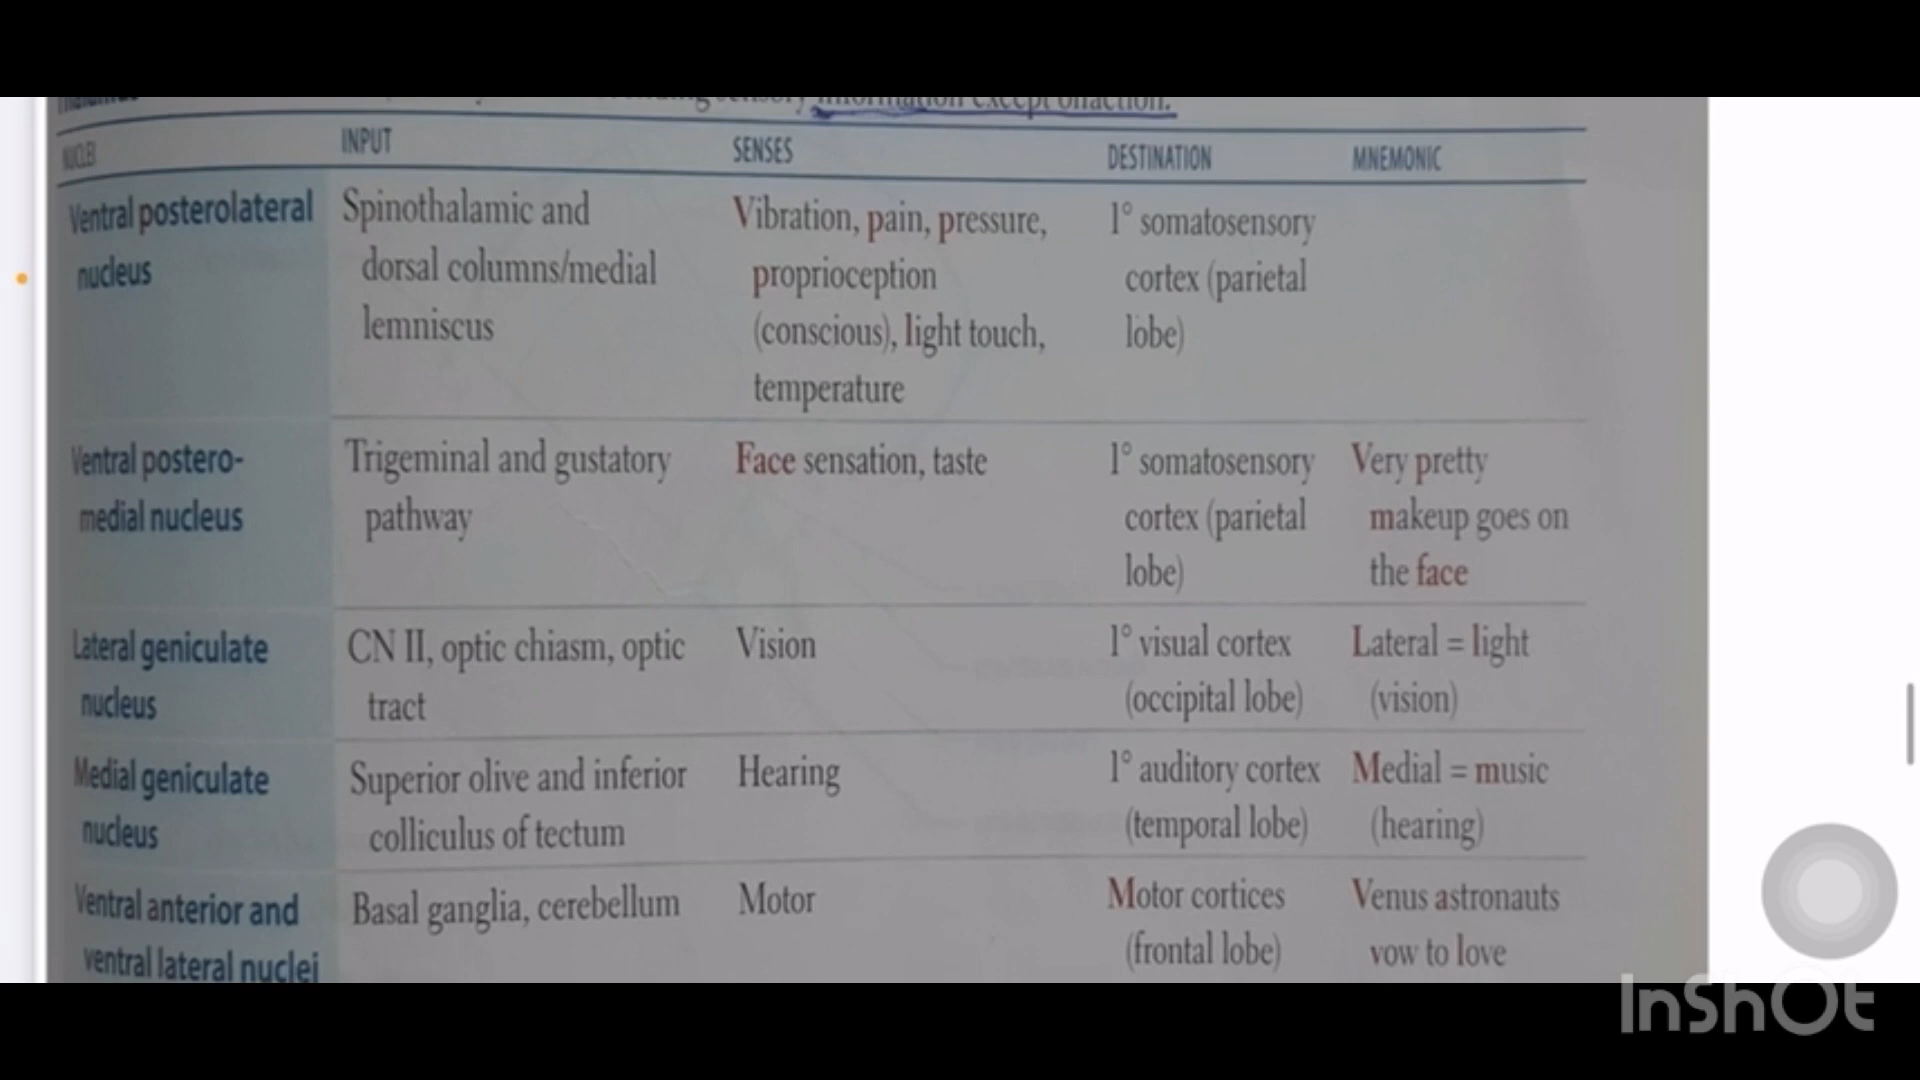 information except olfaction.
NUCLEI INPUT SENSES DESTINATION MNEMONIC
Ventral posterolateral nucleus
Spinothalamic and
dorsal columns/medial
lemniscus
Vibration, pain, pressure,
proprioception
(conscious), light touch,
temperature
1° somatosensory
cortex (parietal
lobe)
Ventral postero-
medial nucleus
Trigeminal and gustatory
pathway
Face sensation, taste
1° somatosensory
cortex (parietal
lobe)
Very pretty
makeup goes on
the face
Lateral geniculate
nucleus
CN II, optic chiasm, optic
tract
Vision
1° visual cortex
(occipital lobe)
Lateral = light
(vision)
Medial geniculate
nucleus
Superior olive and inferior
colliculus of tectum
Hearing
1° auditory cortex
(temporal lobe)
Medial = music
(hearing)
Ventral anterior and
ventral lateral nuclei
Basal ganglia, cerebellum
Motor
Motor cortices
(frontal lobe)
Venus astronauts
vow to love
InShOt